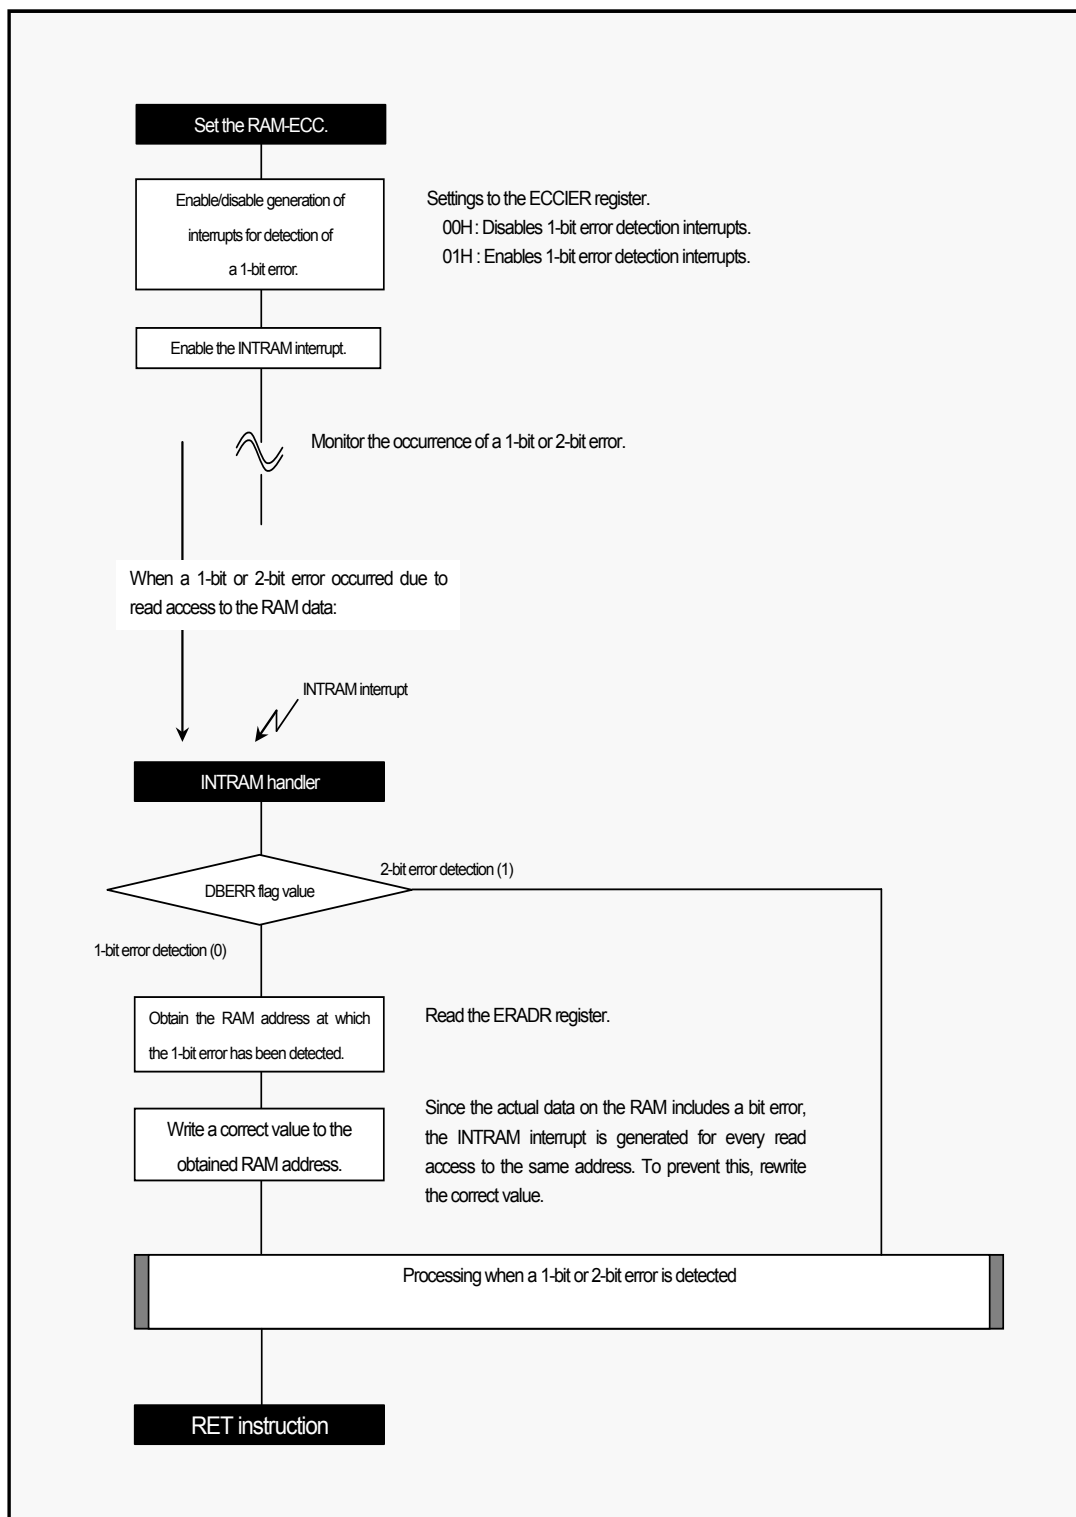 Set the RAM-ECC.
Enable/disable generation of
interrupts for detection of
a 1-bit error.
Settings to the ECCIER register.
00H : Disables 1-bit error detection interrupts.
01H : Enables 1-bit error detection interrupts.
Enable the INTRAM interrupt.
Monitor the occurrence of a 1-bit or 2-bit error.
When a 1-bit or 2-bit error occurred due to
read access to the RAM data:
INTRAM interrupt
INTRAM handler
2-bit error detection (1)
DBERR flag value
1-bit error detection (0)
Obtain the RAM address at which
the 1-bit error has been detected.
Read the ERADR register.
Write a correct value to the
obtained RAM address.
Since the actual data on the RAM includes a bit error,
the INTRAM interrupt is generated for every read
access to the same address. To prevent this, rewrite
the correct value.
Processing when a 1-bit or 2-bit error is detected
RET instruction